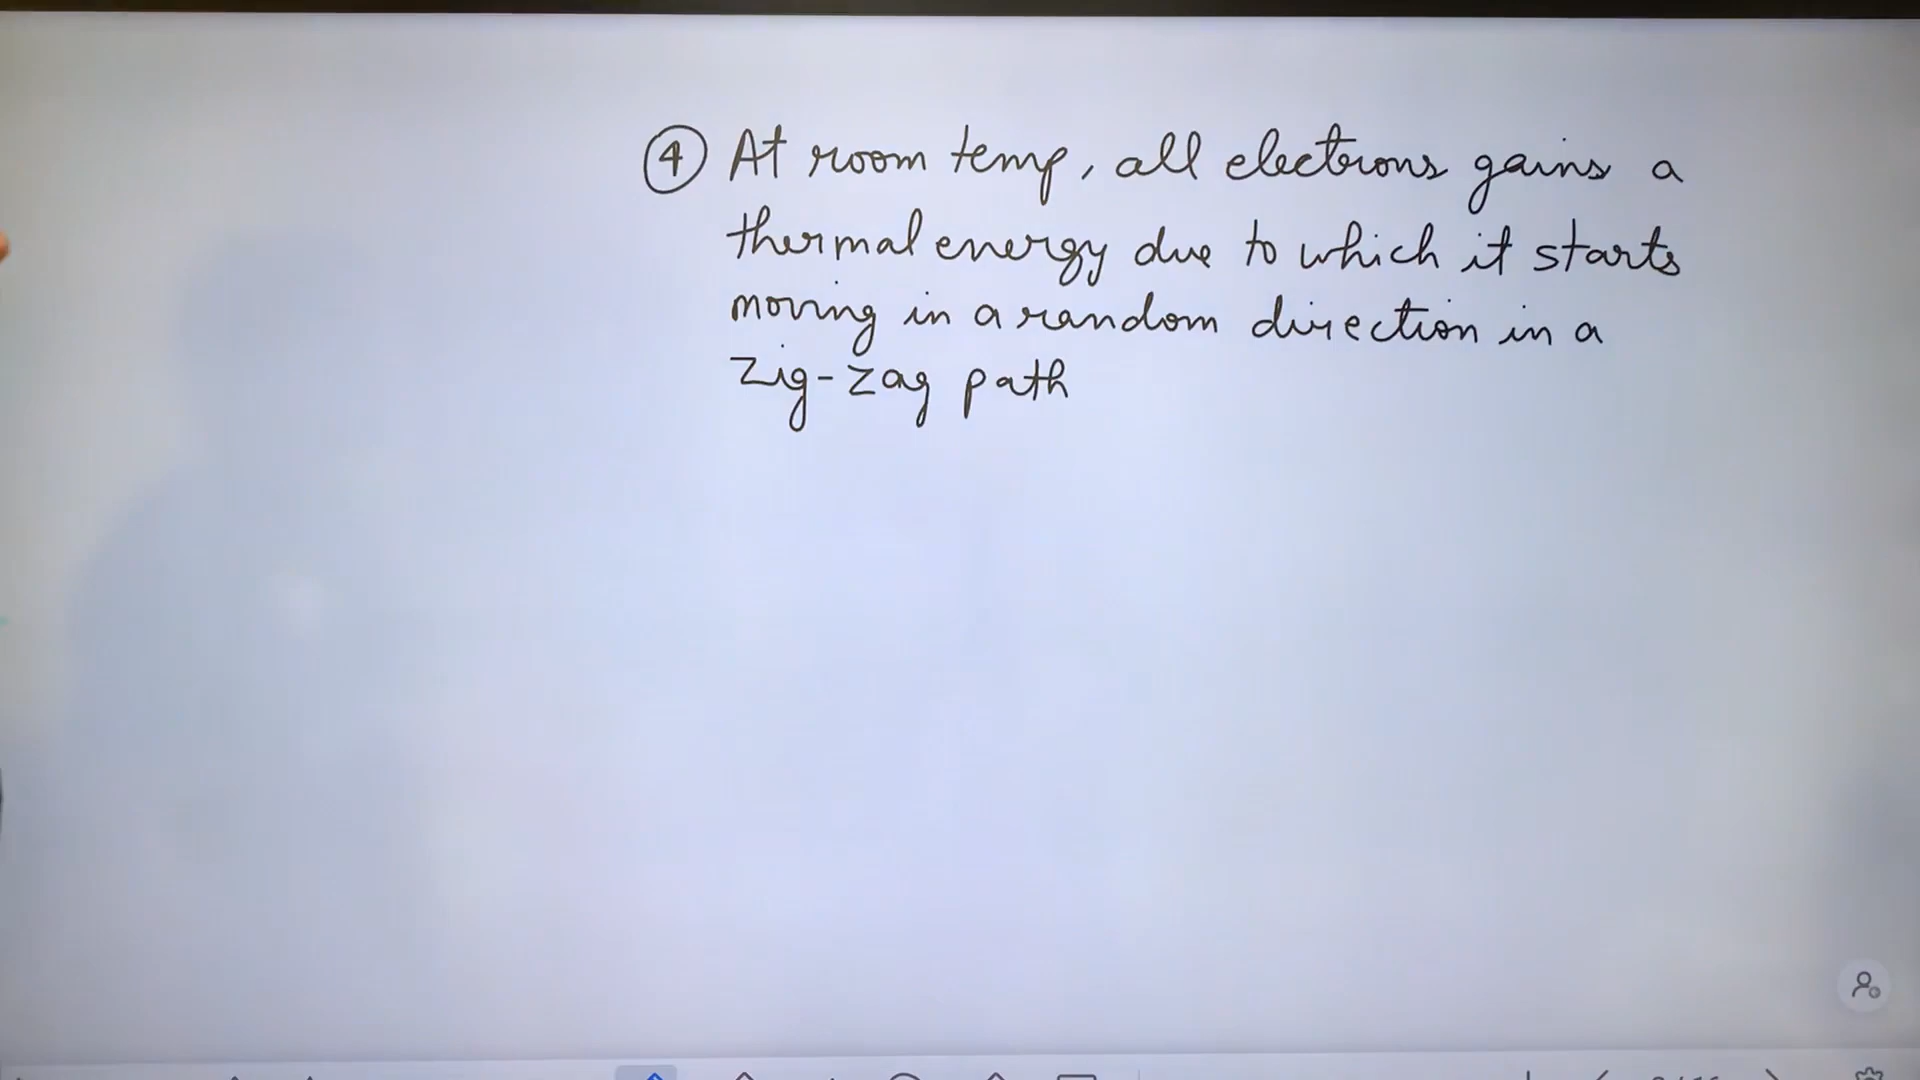 ④ At room temp, all electrons gains a
thermal energy due to which it starts
moving in a random direction in a
zig-zag path